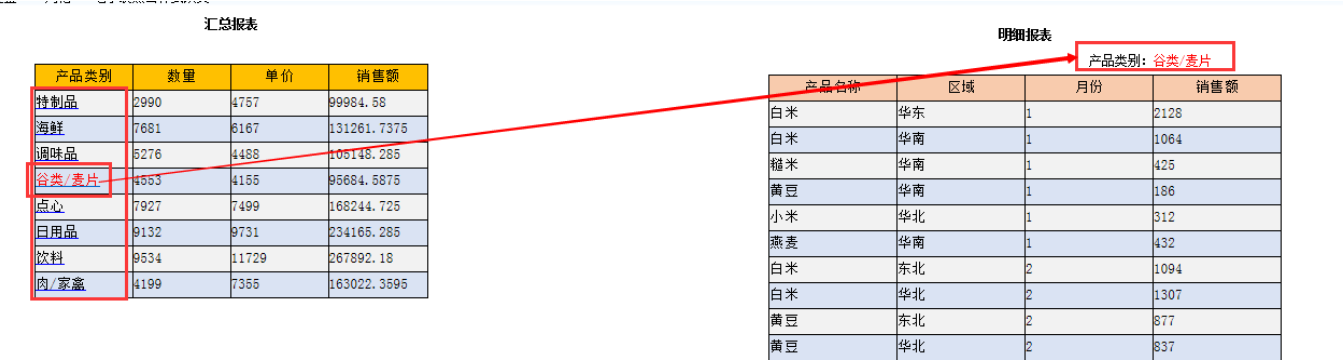 汇总报表
产品类别 数量 单价 销售额
特制品 2990 4757 99984.58
海鲜 7681 6167 131261.7375
调味品 5276 4488 105148.285
谷类/麦片 4553 4155 95684.5875
点心 7927 7499 168244.725
日用品 9132 9731 234165.285
饮料 9534 11729 267892.18
肉/家禽 4199 7355 163022.3595
明细报表
产品类别: 谷类/麦片
产品名称 区域 月份 销售额
白米 华东 1 2128
白米 华南 1 1064
糙米 华南 1 425
黄豆 华南 1 186
小米 华北 1 312
燕麦 华南 1 432
白米 东北 2 1094
白米 华北 2 1307
黄豆 东北 2 877
黄豆 华北 2 837